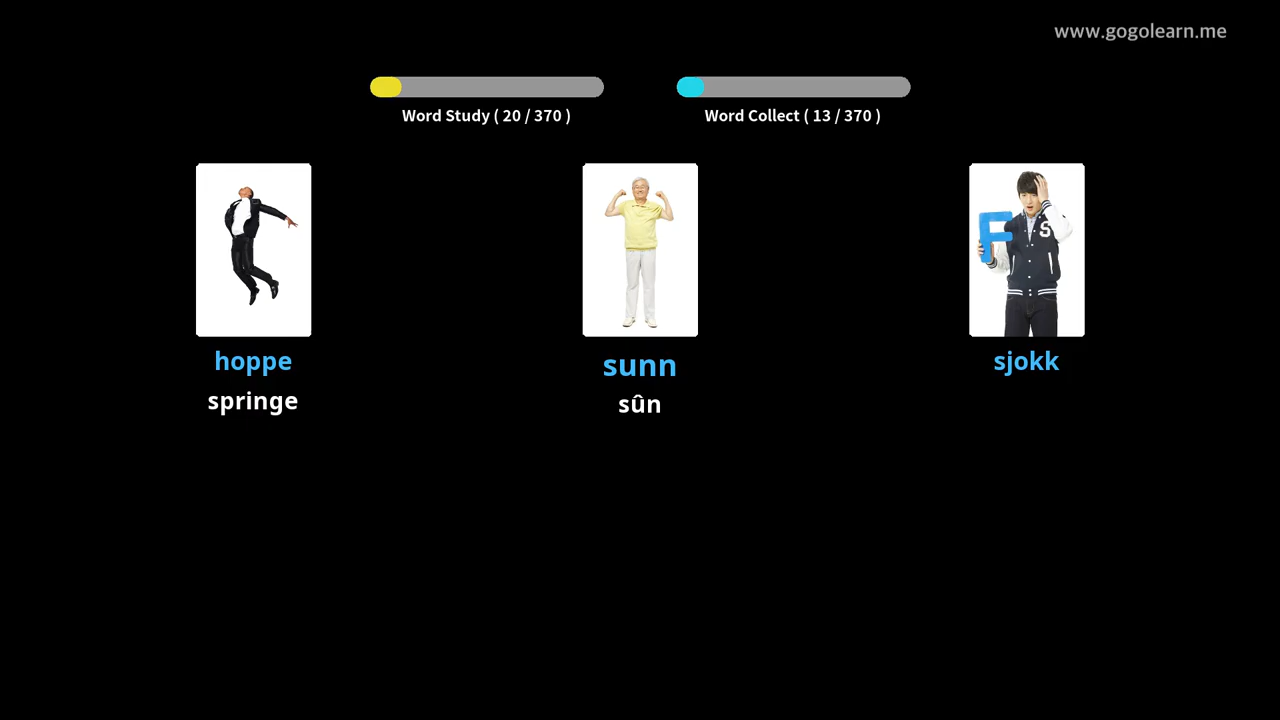 www.gogolearn.me
Word Study ( 20 / 370 )
Word Collect ( 13 / 370 )
F
S
hoppe
sunn
sjokk
springe
sûn